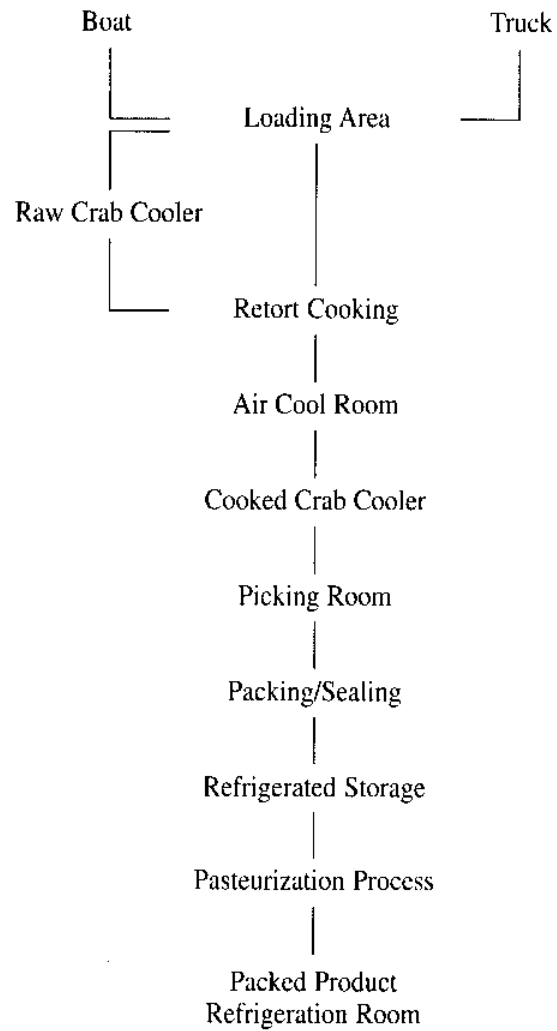 Boat
Truck
Loading Area
Raw Crab Cooler
Retort Cooking
Air Cool Room
Cooked Crab Cooler
Picking Room
Packing/Sealing
Refrigerated Storage
Pasteurization Process
Packed Product
Refrigeration Room